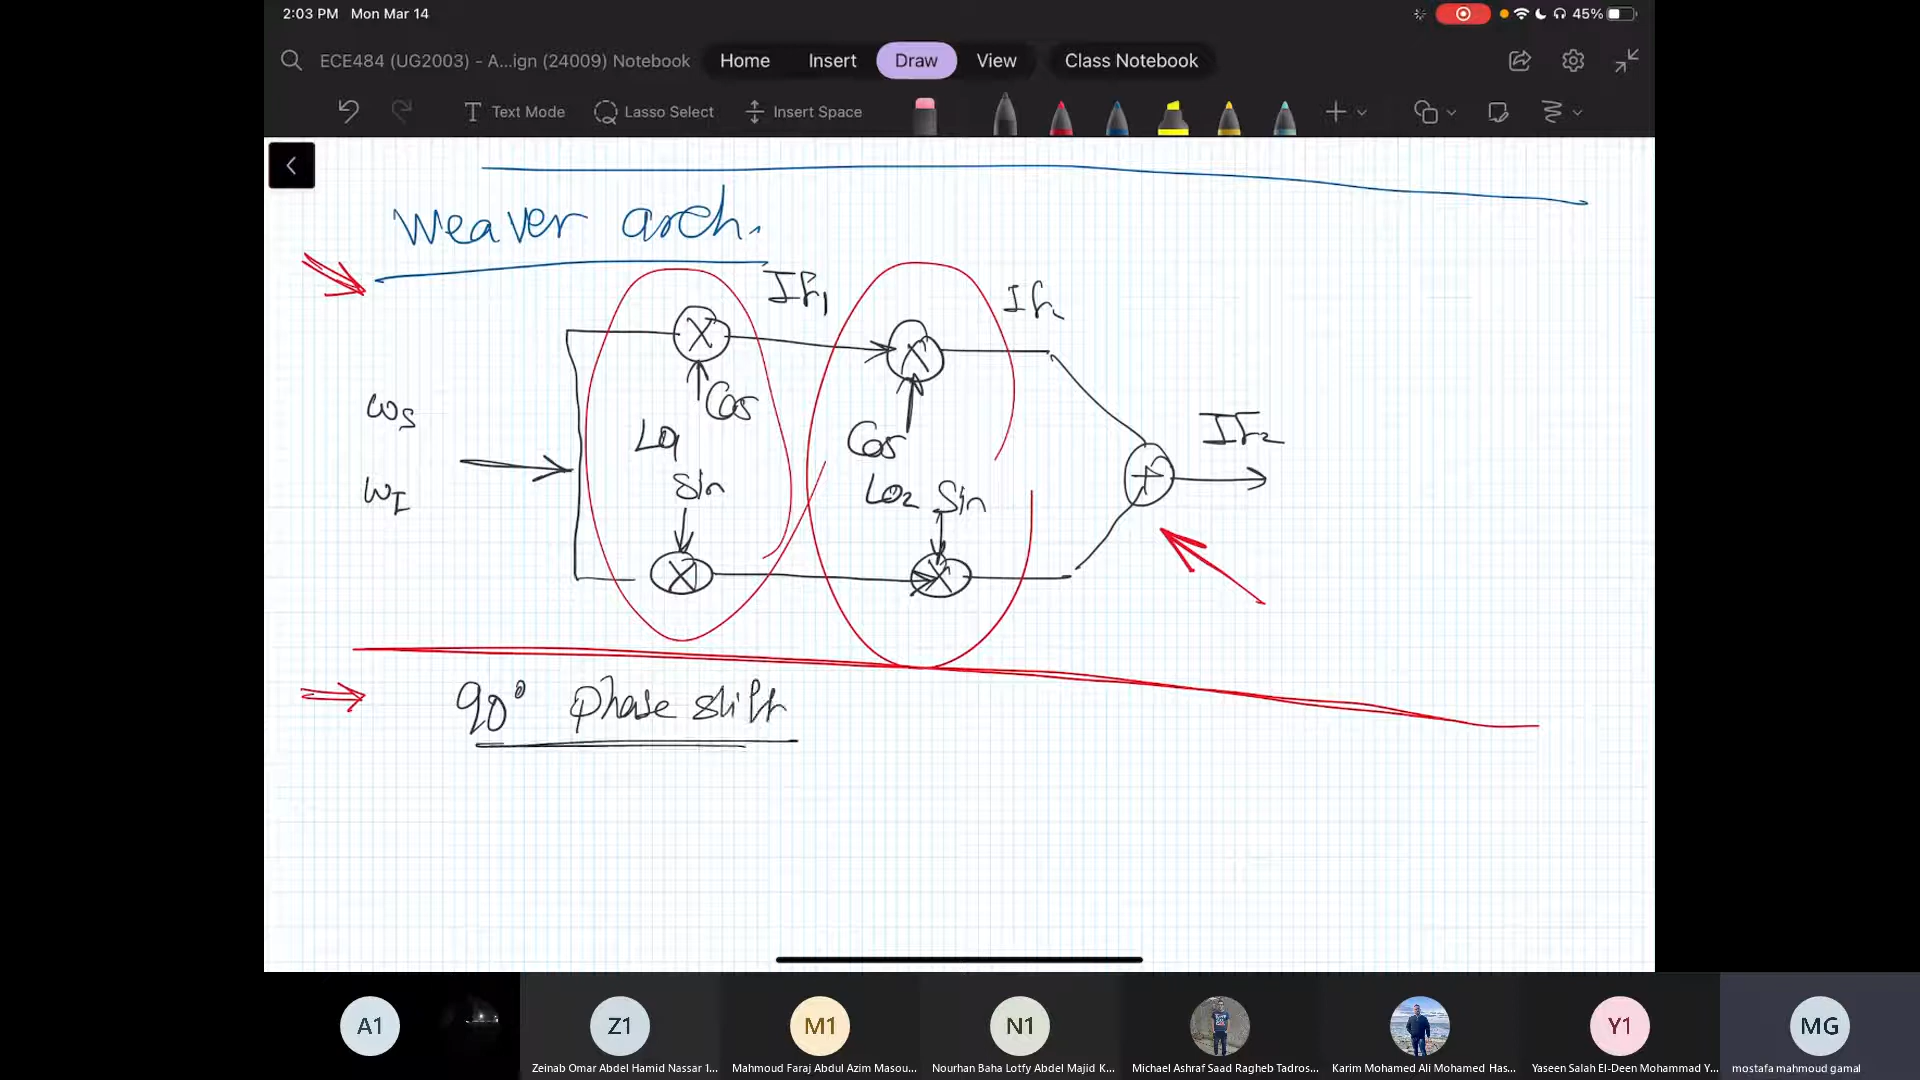 2:03 PM Mon Mar 14
45%
ECE484 (UG2003) - A...ign (24009) Notebook
Home Insert Draw View Class Notebook
Text Mode Lasso Select Insert Space
weaver arch.
IF1
X X
Cos
ωs
LO1
Cos
+
IF2
ωI
Sin
LO2 Sin
X X
90° phase shift
A1 Z1 M1 N1 Y1 MG
Zeinab Omar Abdel Hamid Nassar 1...
Mahmoud Faraj Abdul Azim Masou...
Nourhan Baha Lotfy Abdel Majid K...
Michael Ashraf Saad Ragheb Tadros...
Karim Mohamed Ali Mohamed Has...
Yaseen Salah El-Deen Mohammad Y...
mostafa mahmoud gamal